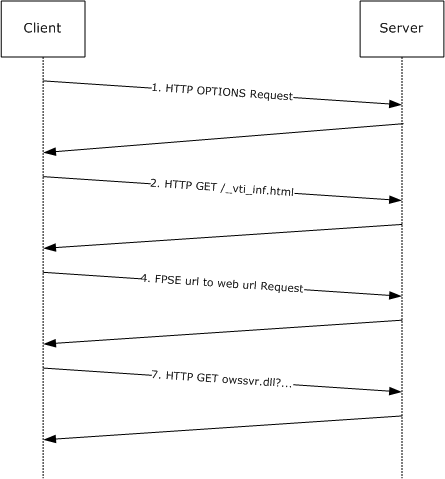 Client
Server
1. HTTP OPTIONS Request
2. HTTP GET /_vti_inf.html
4. FPSE url to web url Request
7. HTTP GET owssvr.dll?...